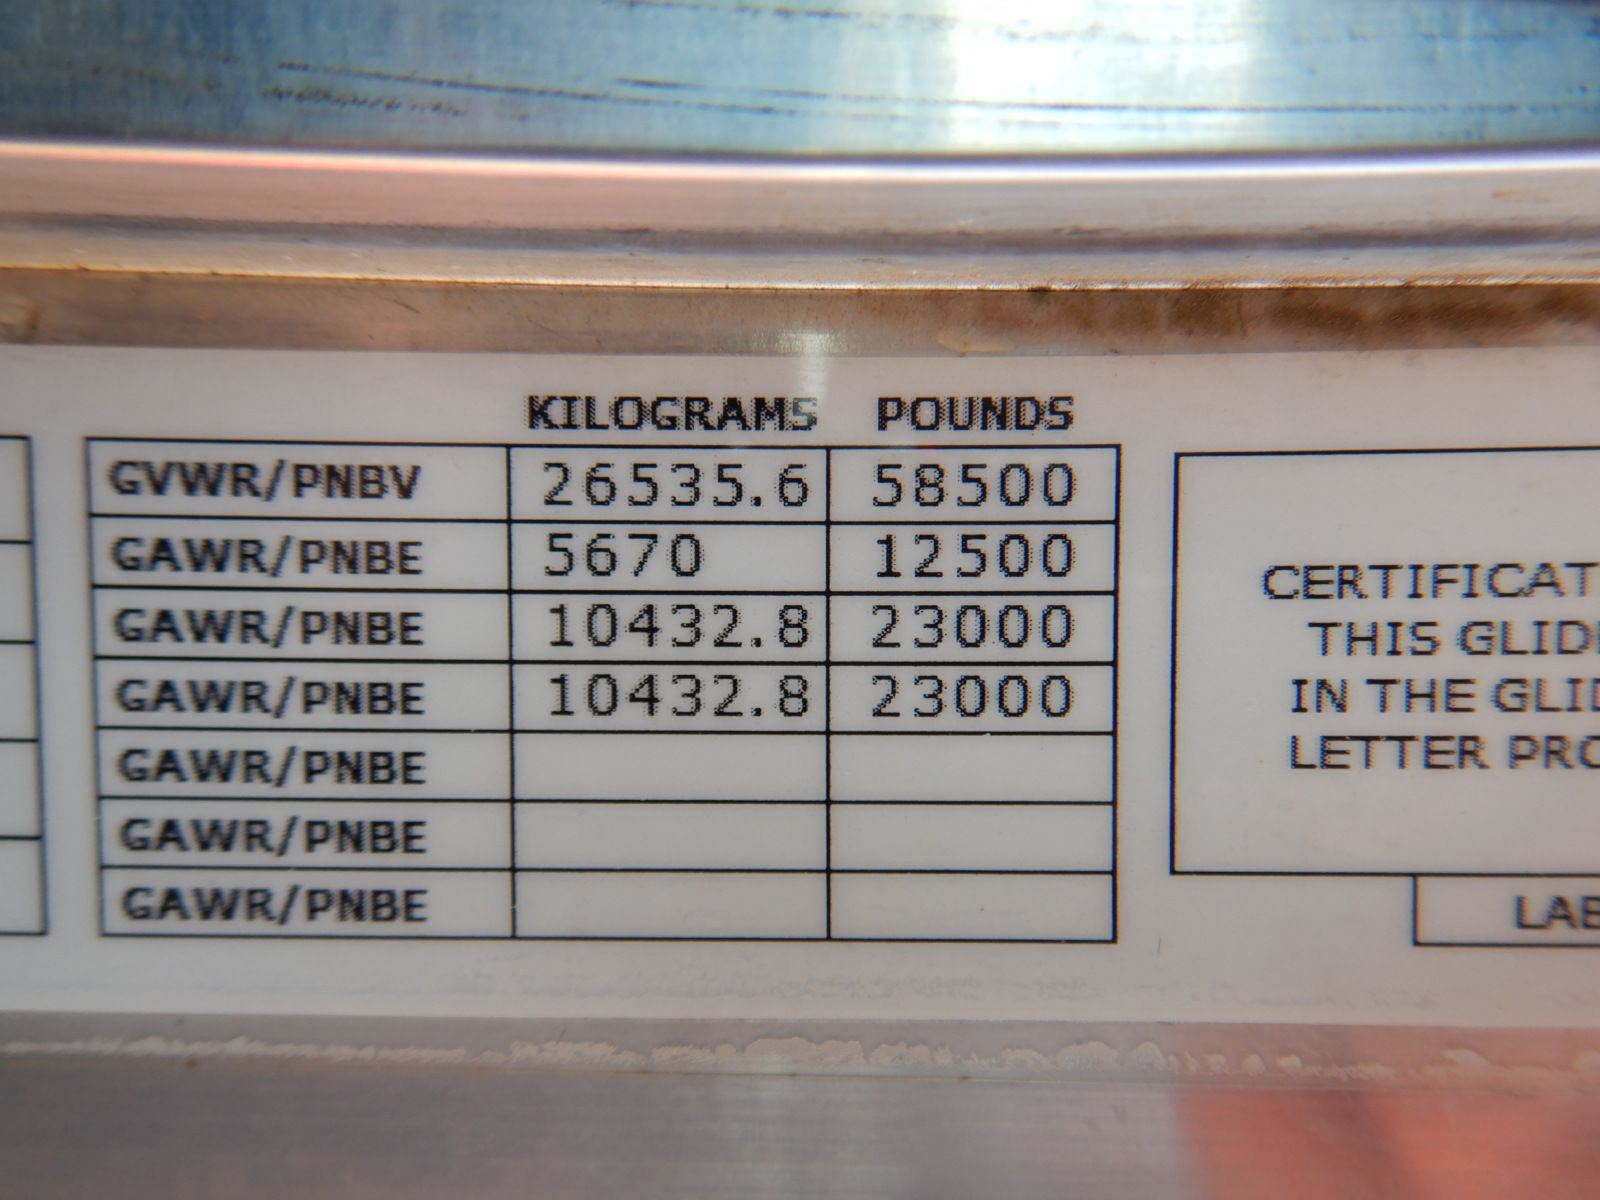 KILOGRAMS POUNDS
GVWR/PNBV 26535.6 58500
GAWR/PNBE 5670 12500
GAWR/PNBE 10432.8 23000
GAWR/PNBE 10432.8 23000
GAWR/PNBE
GAWR/PNBE
GAWR/PNBE
CERTIFICAT
THIS GLIDE
IN THE GLID
LETTER PRO
LAB